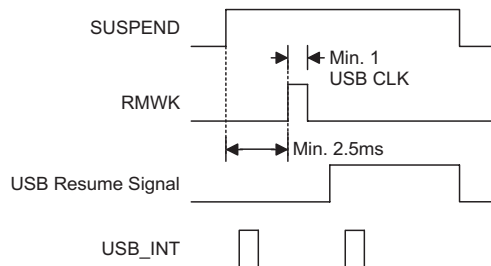 SUSPEND
Min. 1
USB CLK
RMWK
Min. 2.5ms
USB Resume Signal
USB_INT